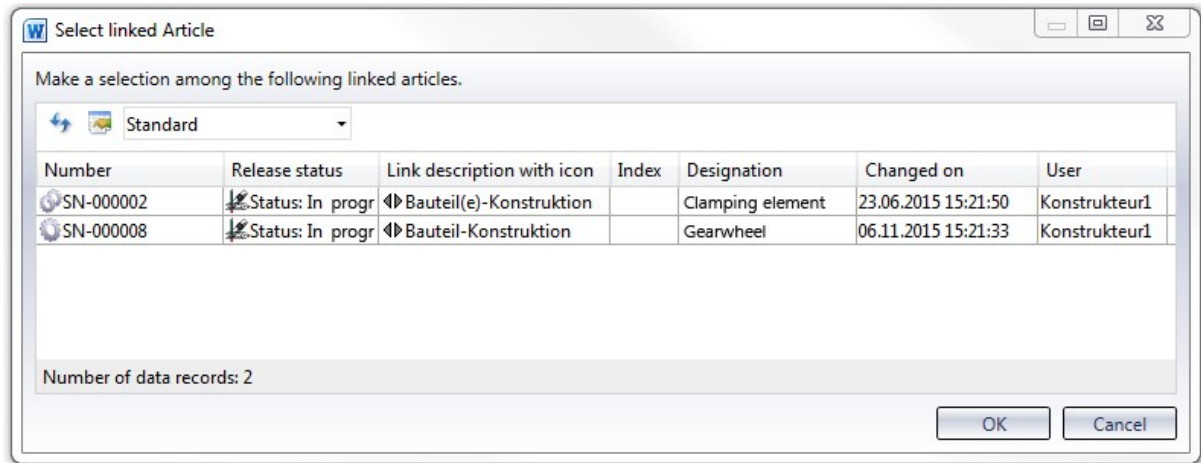 Select linked Article
Make a selection among the following linked articles.
Standard
Number Release status Link description with icon Index Designation Changed on User
SN-000002 Status: In progr Bauteil(e)-Konstruktion Clamping element 23.06.2015 15:21:50 Konstrukteur1
SN-000008 Status: In progr Bauteil-Konstruktion Gearwheel 06.11.2015 15:21:33 Konstrukteur1
Number of data records: 2
OK Cancel